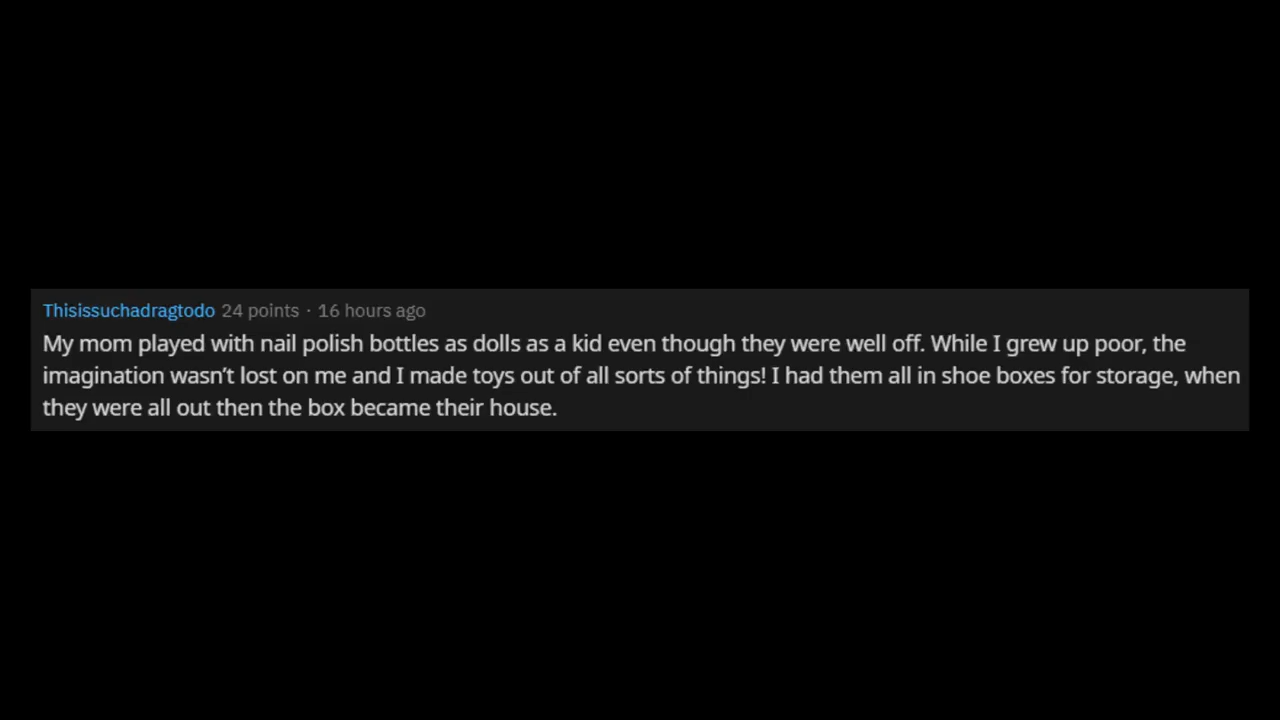 Thisissuchadragtodo 24 points · 16 hours ago
My mom played with nail polish bottles as dolls as a kid even though they were well off. While I grew up poor, the
imagination wasn’t lost on me and I made toys out of all sorts of things! I had them all in shoe boxes for storage, when
they were all out then the box became their house.